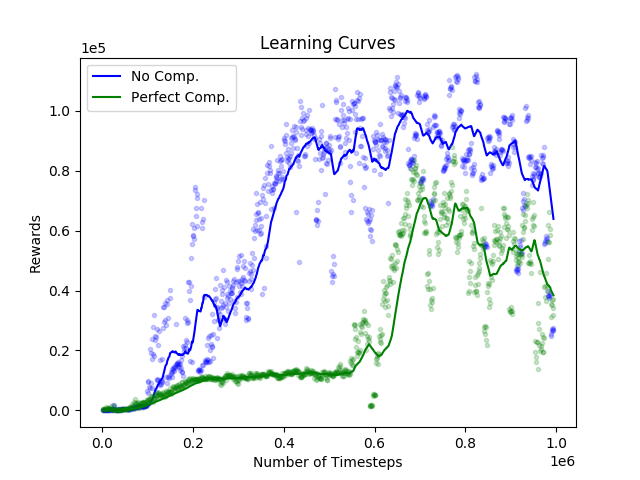 Learning Curves
1e5
No Comp.
Perfect Comp.
Rewards
1.0
0.8
0.6
0.4
0.2
0.0
0.0 0.2 0.4 0.6 0.8 1.0
Number of Timesteps
1e6